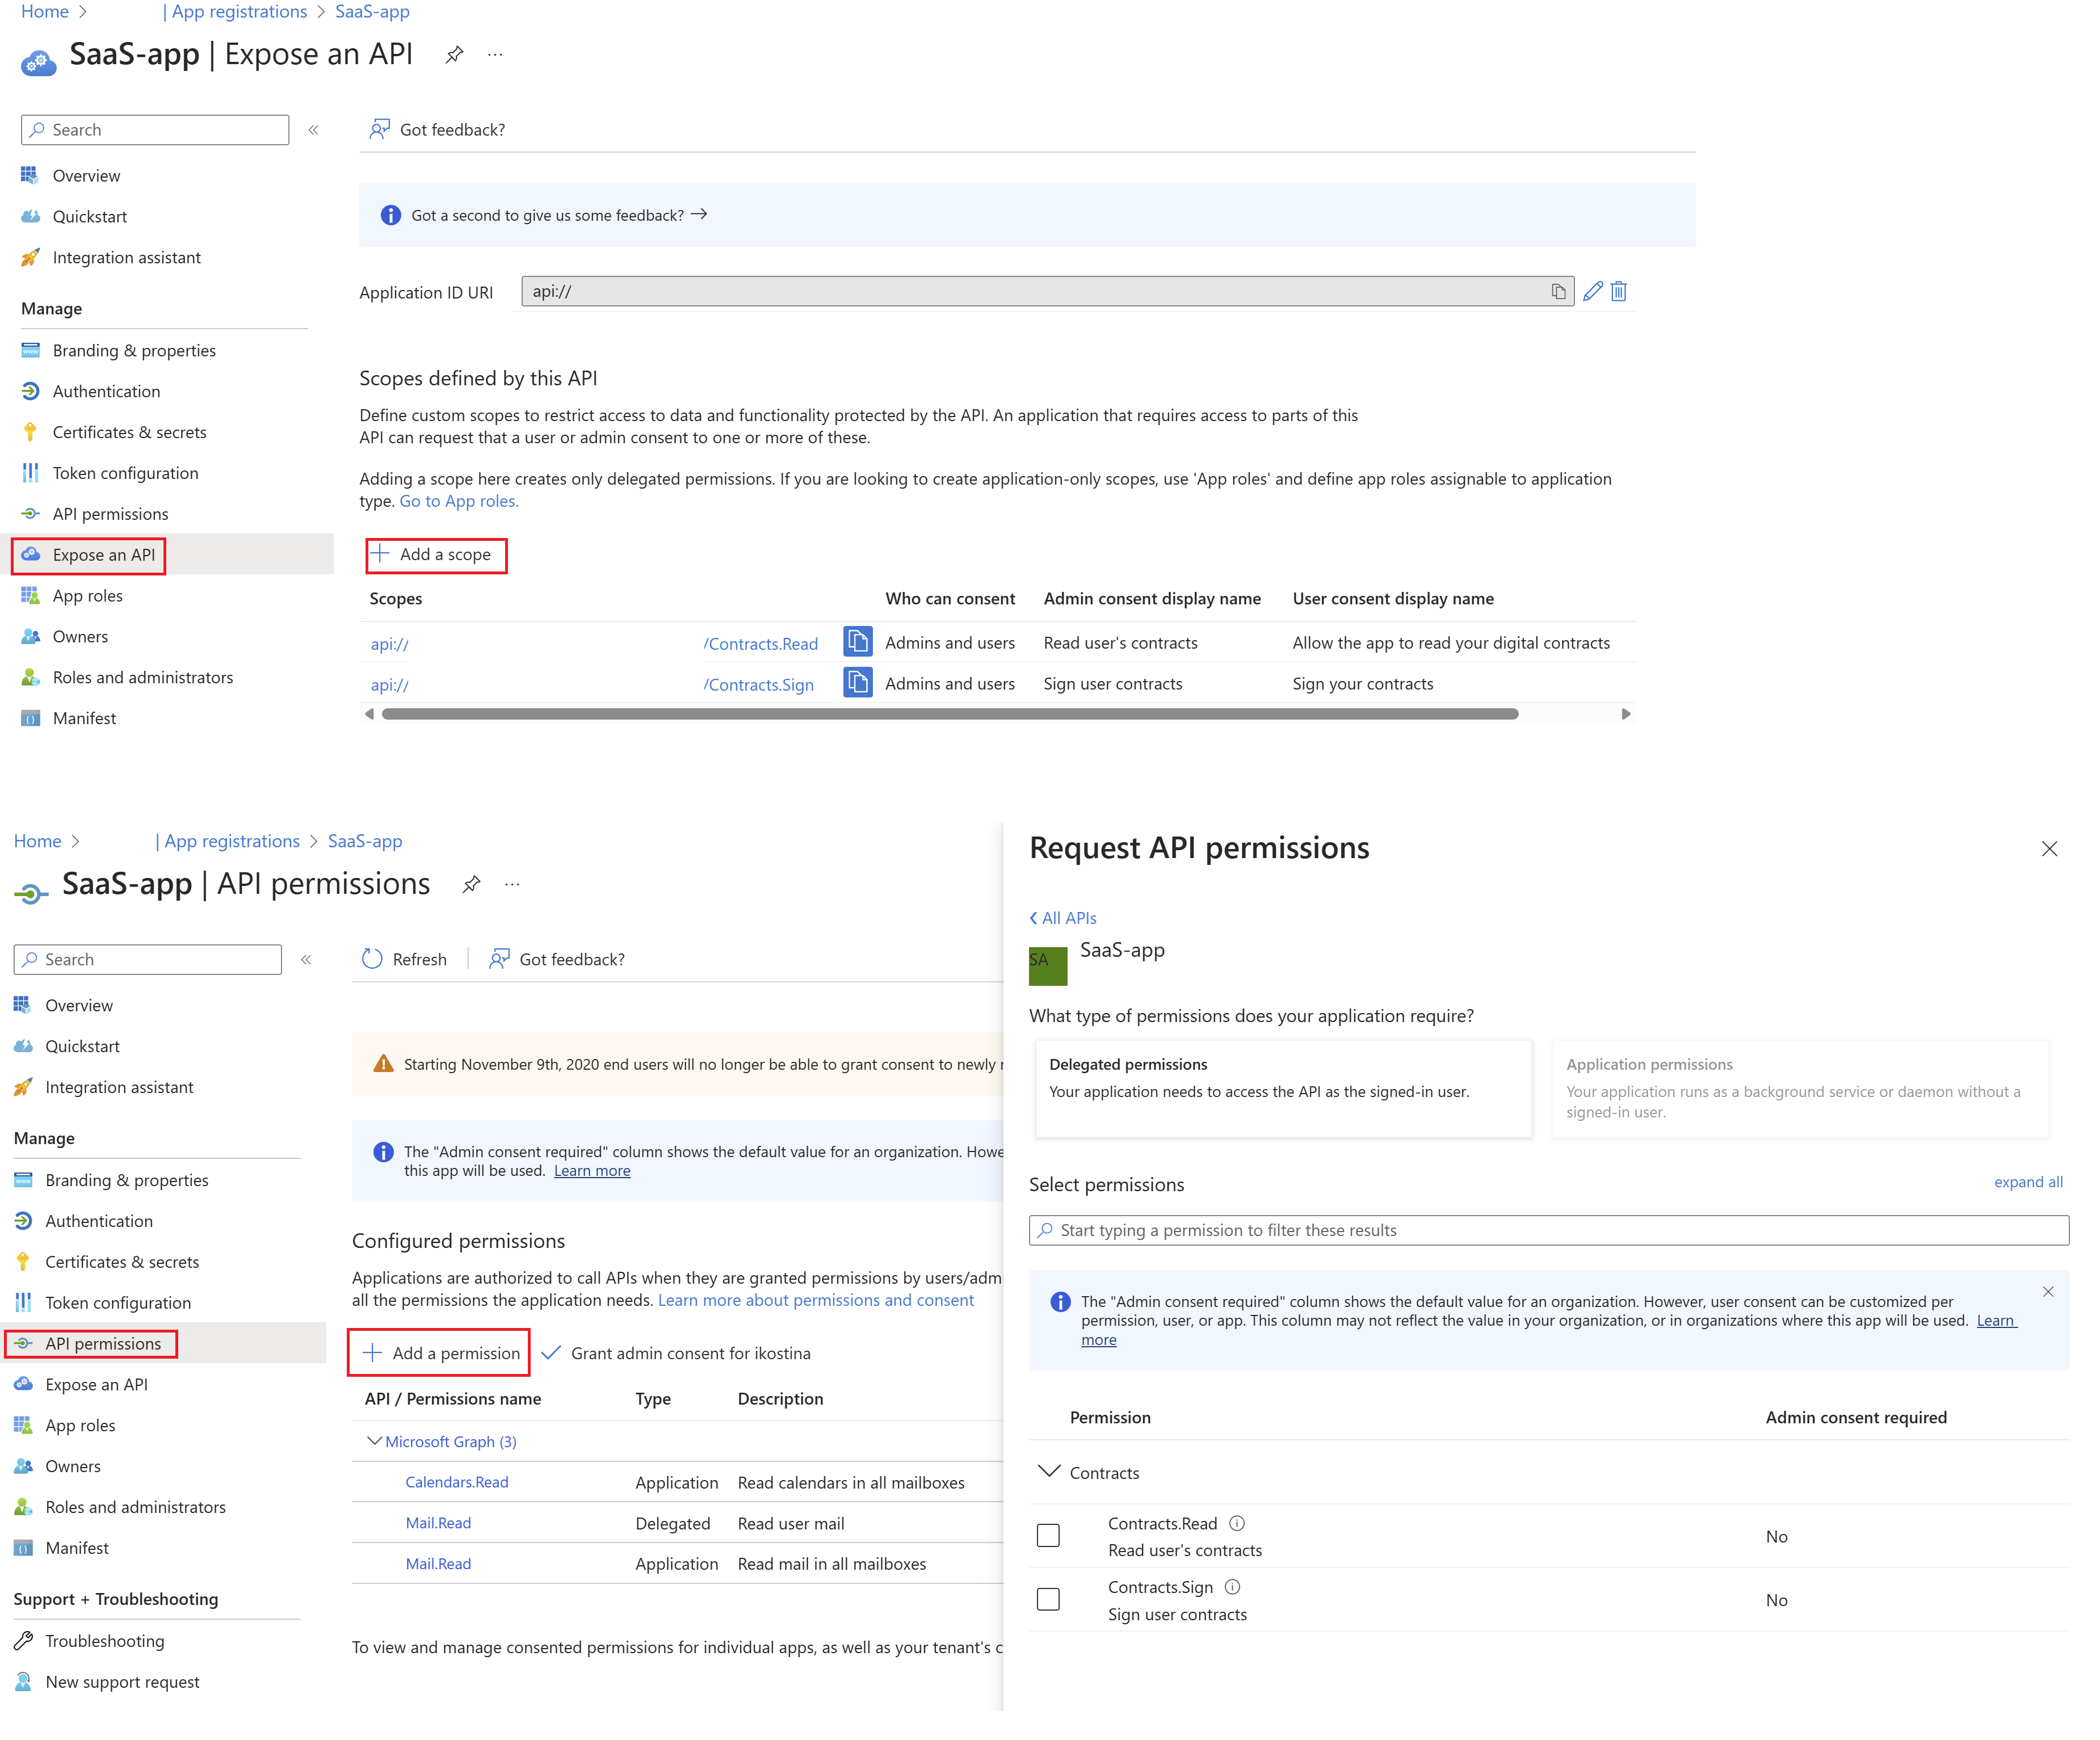 Home > | App registrations > SaaS-app
SaaS-app | Expose an API ...
Search «
Overview
Quickstart
Integration assistant
Manage
Branding & properties
Authentication
Certificates & secrets
Token configuration
API permissions
Expose an API
App roles
Owners
Roles and administrators
Manifest
Got feedback?
Got a second to give us some feedback? →
Application ID URI api://
Scopes defined by this API
Define custom scopes to restrict access to data and functionality protected by the API. An application that requires access to parts of this
API can request that a user or admin consent to one or more of these.
Adding a scope here creates only delegated permissions. If you are looking to create application-only scopes, use 'App roles' and define app roles assignable to application
type. Go to App roles.
+ Add a scope
Scopes Who can consent Admin consent display name User consent display name
api:// /Contracts.Read Admins and users Read user's contracts Allow the app to read your digital contracts
api:// /Contracts.Sign Admins and users Sign user contracts Sign your contracts
Home > | App registrations > SaaS-app
SaaS-app | API permissions ...
Search «
Overview
Quickstart
Integration assistant
Manage
Branding & properties
Authentication
Certificates & secrets
Token configuration
API permissions
Expose an API
App roles
Owners
Roles and administrators
Manifest
Support + Troubleshooting
Troubleshooting
New support request
Refresh | Got feedback?
Starting November 9th, 2020 end users will no longer be able to grant consent to newly r
The "Admin consent required" column shows the default value for an organization. Howe
this app will be used. Learn more
Configured permissions
Applications are authorized to call APIs when they are granted permissions by users/adm
all the permissions the application needs. Learn more about permissions and consent
+ Add a permission ✓ Grant admin consent for ikostina
API / Permissions name Type Description
Microsoft Graph (3)
Calendars.Read Application Read calendars in all mailboxes
Mail.Read Delegated Read user mail
Mail.Read Application Read mail in all mailboxes
To view and manage consented permissions for individual apps, as well as your tenant's c
Request API permissions
All APIs
SA SaaS-app
What type of permissions does your application require?
Delegated permissions
Your application needs to access the API as the signed-in user.
Application permissions
Your application runs as a background service or daemon without a
signed-in user.
Select permissions expand all
Start typing a permission to filter these results
The "Admin consent required" column shows the default value for an organization. However, user consent can be customized per
permission, user, or app. This column may not reflect the value in your organization, or in organizations where this app will be used. Learn
more
Permission Admin consent required
Contracts
Contracts.Read No
Read user's contracts
Contracts.Sign No
Sign user contracts